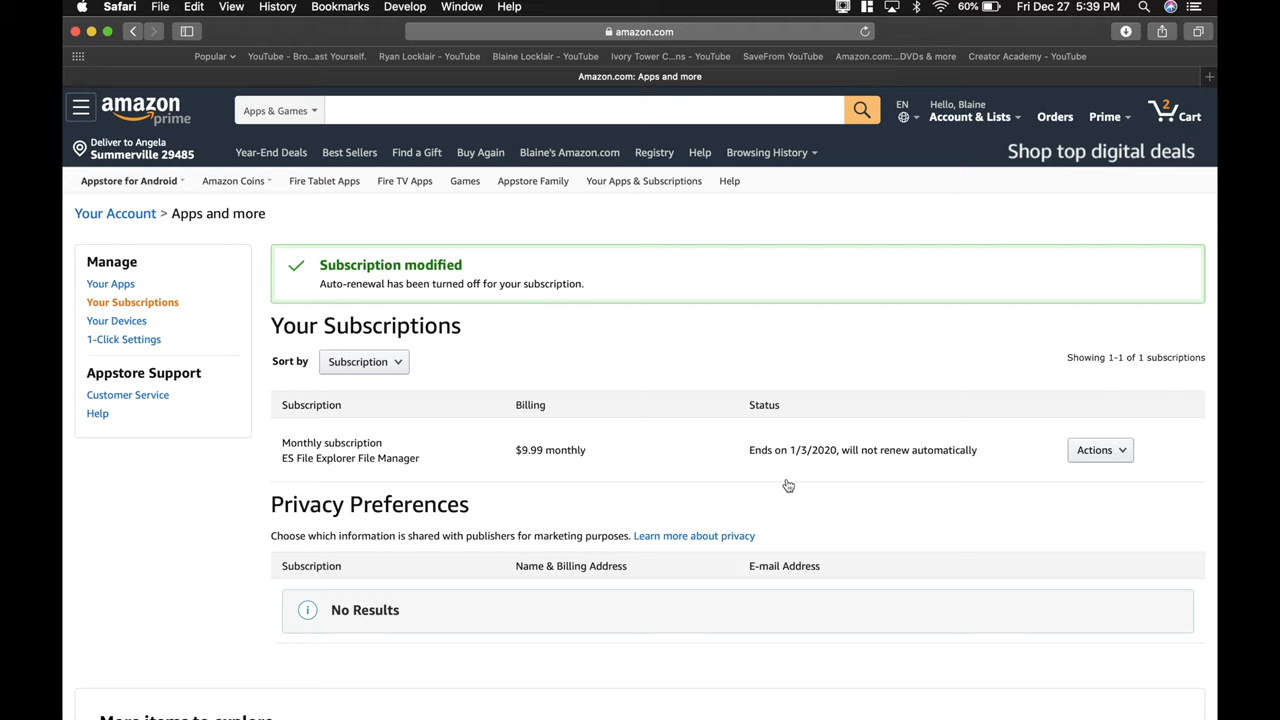 Safari File Edit View History Bookmarks Develop Window Help 60% Fri Dec 27 5:39 PM
amazon.com
Popular YouTube - Bro...ast Yourself. Ryan Locklair - YouTube Blaine Locklair - YouTube Ivory Tower C...ns - YouTube SaveFrom YouTube Amazon.com:...DVDs & more Creator Academy - YouTube
Amazon.com: Apps and more
amazon prime Apps & Games EN Hello, Blaine Account & Lists Orders Prime 2 Cart
Deliver to Angela
Summerville 29485
Year-End Deals Best Sellers Find a Gift Buy Again Blaine's Amazon.com Registry Help Browsing History Shop top digital deals
Appstore for Android Amazon Coins Fire Tablet Apps Fire TV Apps Games Appstore Family Your Apps & Subscriptions Help
Your Account > Apps and more
Manage
Your Apps
Your Subscriptions
Your Devices
1-Click Settings
Appstore Support
Customer Service
Help
Subscription modified
Auto-renewal has been turned off for your subscription.
Your Subscriptions
Sort by Subscription Showing 1-1 of 1 subscriptions
Subscription Billing Status
Monthly subscription
ES File Explorer File Manager $9.99 monthly Ends on 1/3/2020, will not renew automatically Actions
Privacy Preferences
Choose which information is shared with publishers for marketing purposes. Learn more about privacy
Subscription Name & Billing Address E-mail Address
No Results
More items to explore